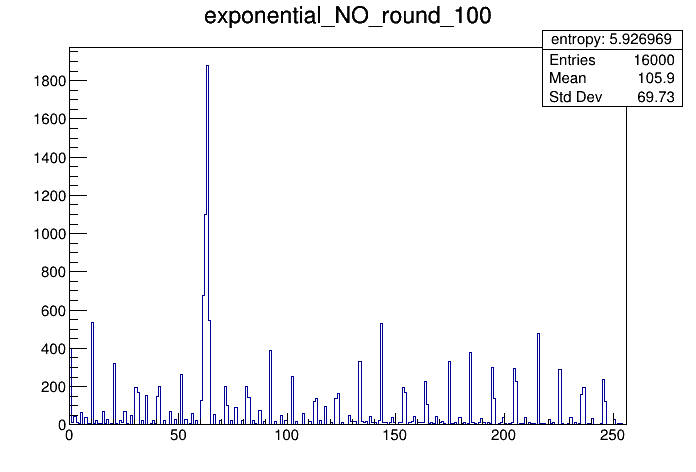 exponential_NO_round_100
entropy: 5.926969
Entries 16000
Mean 105.9
Std Dev 69.73
1800
1600
1400
1200
1000
800
600
400
200
0
0 50 100 150 200 250